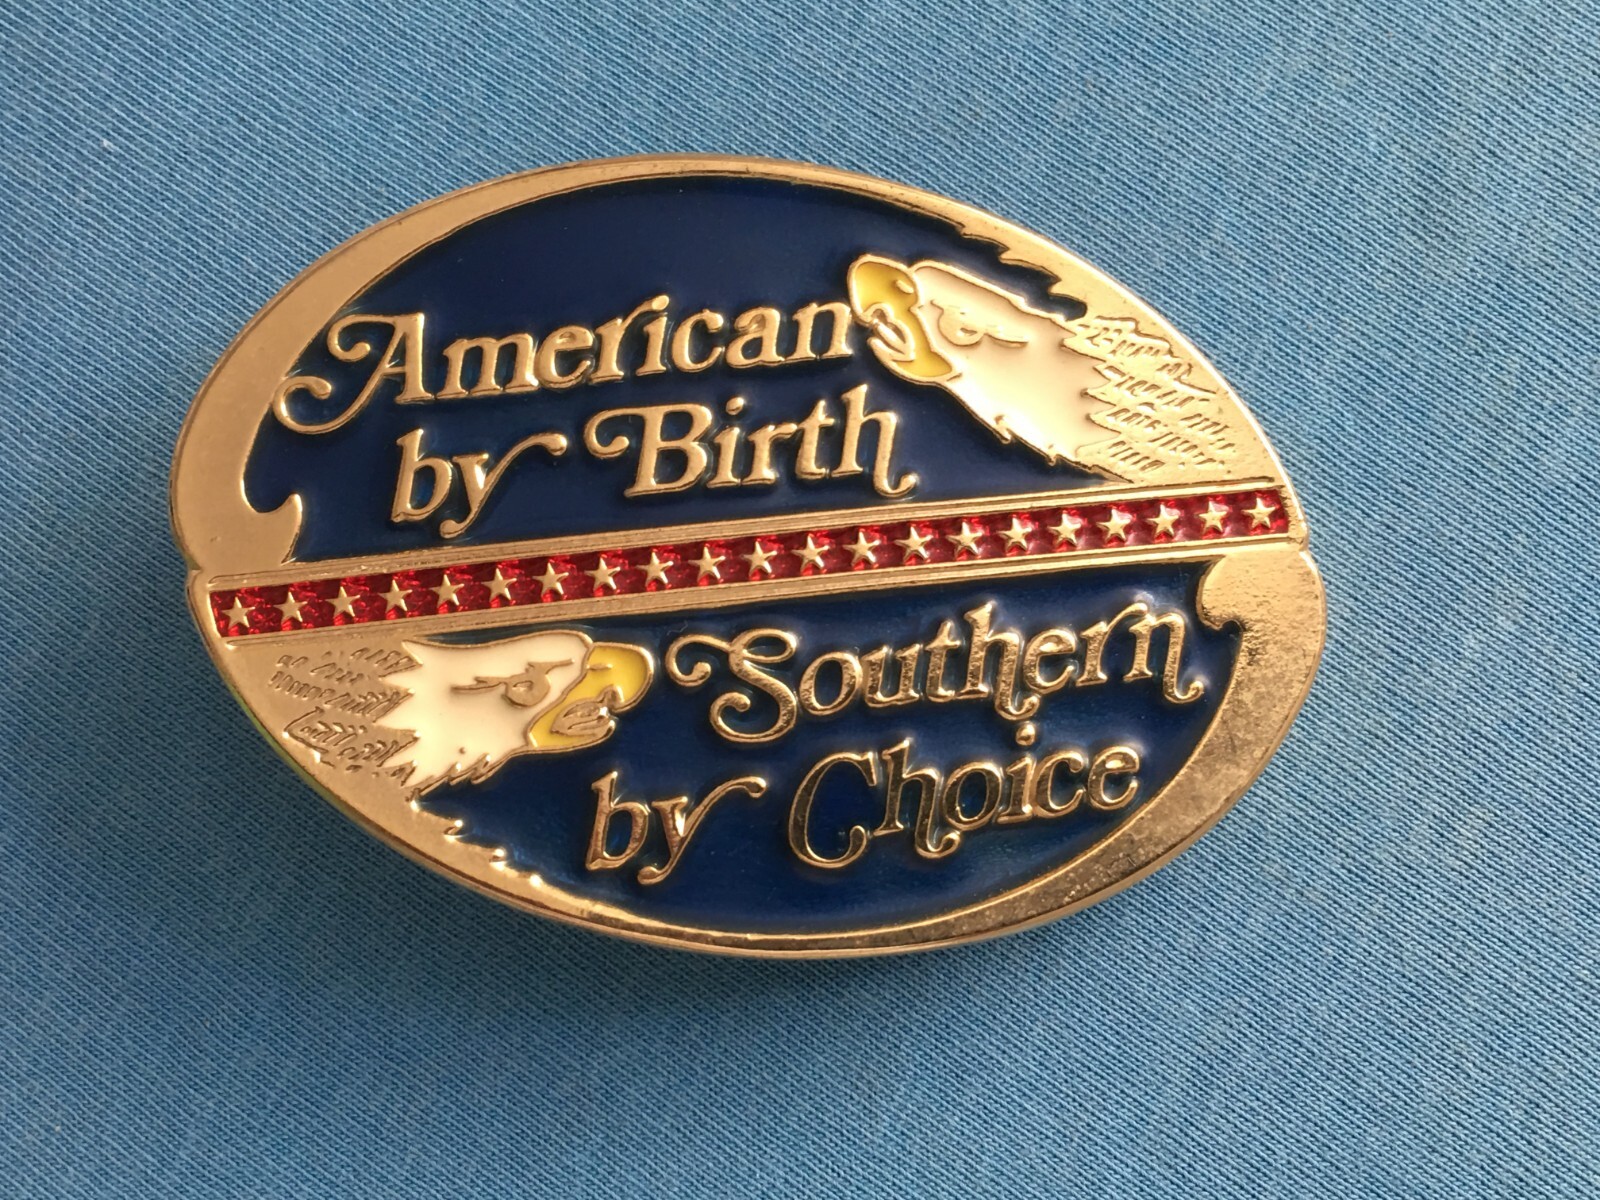 American
by Birth
Southern
by Choice